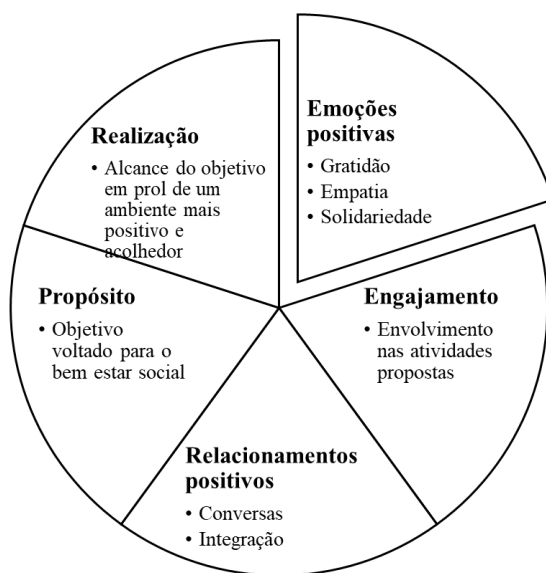 Emoções
positivas
• Gratidão
• Empatia
• Solidariedade
Engajamento
• Envolvimento
nas atividades
propostas
Relacionamentos
positivos
• Conversas
• Integração
Propósito
• Objetivo
voltado para o
bem estar social
Realização
• Alcance do objetivo
em prol de um
ambiente mais
positivo e
acolhedor